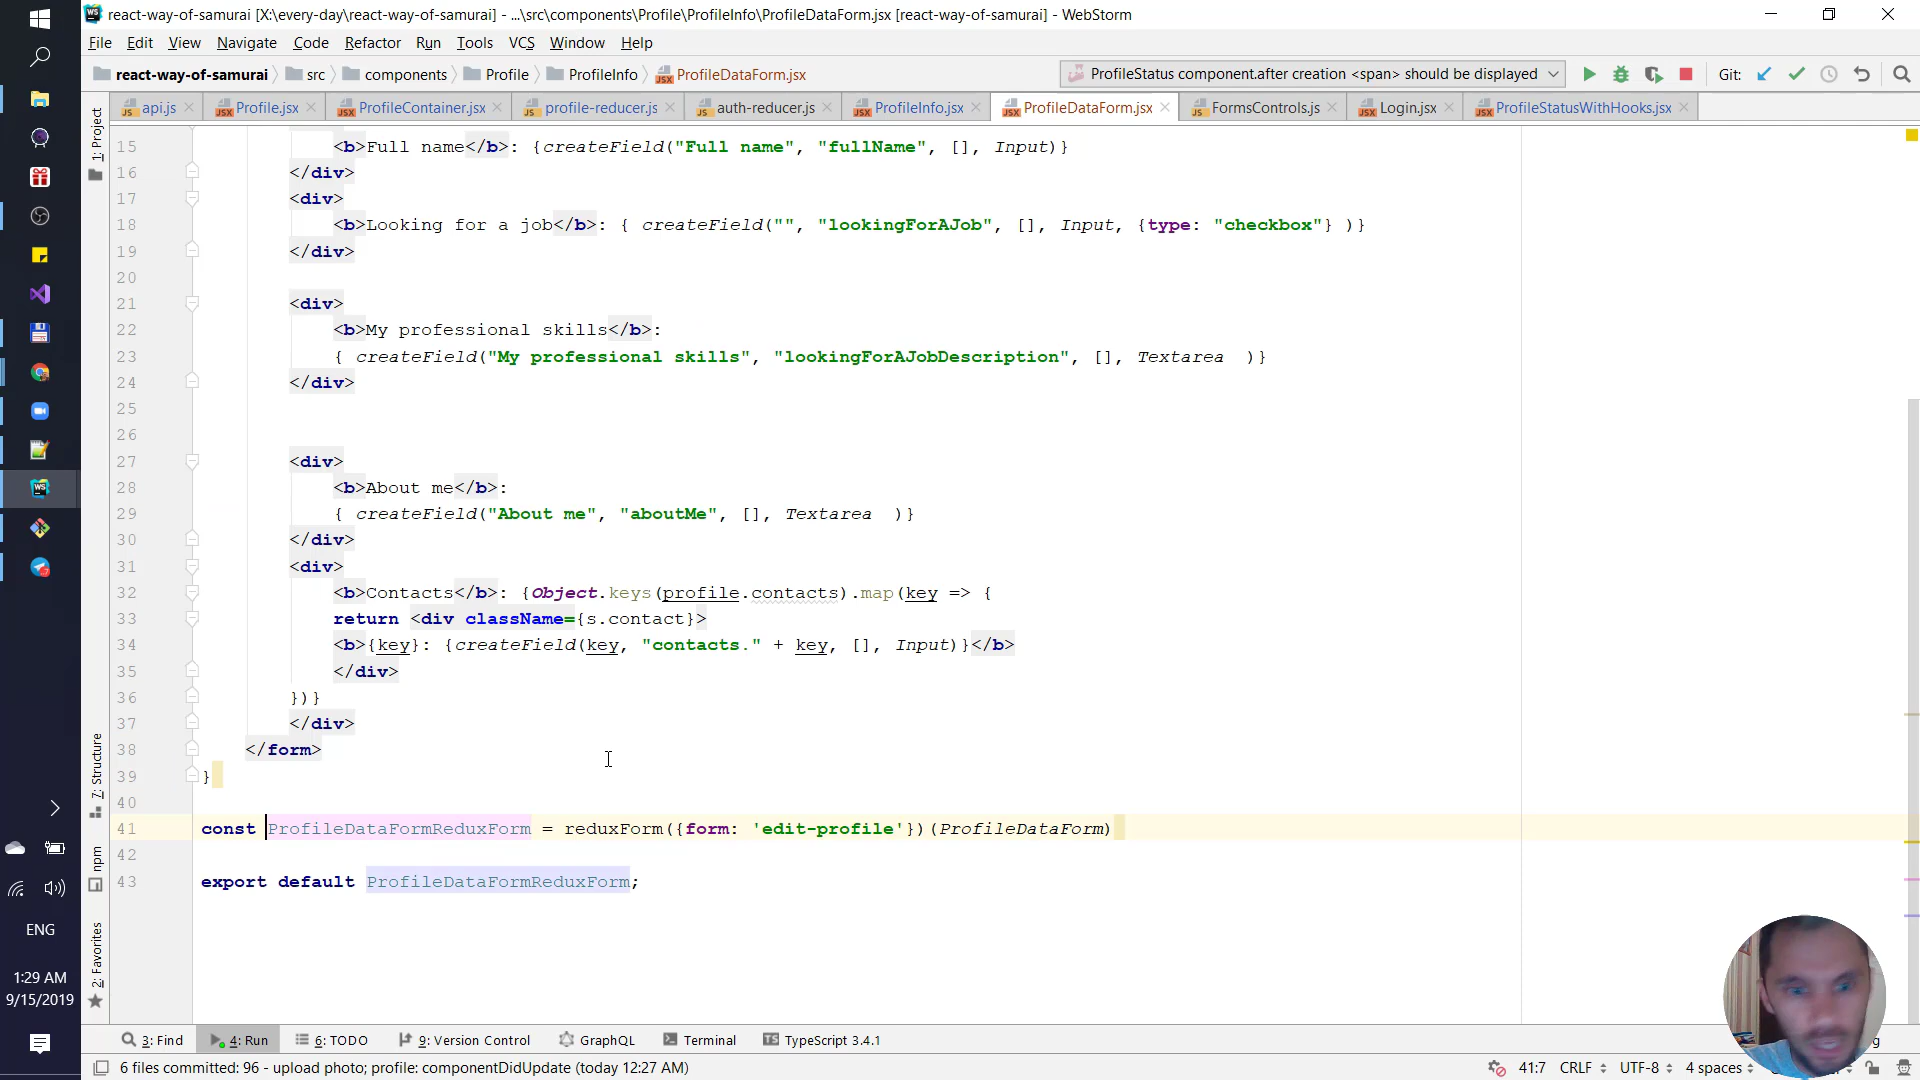 react-way-of-samurai [X:\every-day\react-way-of-samurai] - ...\src\components\Profile\ProfileInfo\ProfileDataForm.jsx [react-way-of-samurai] - WebStorm
File Edit View Navigate Code Refactor Run Tools VCS Window Help
react-way-of-samurai src components Profile ProfileInfo ProfileDataForm.jsx ProfileStatus component.after creation <span> should be displayed Git:
api.js Profile.jsx ProfileContainer.jsx profile-reducer.js auth-reducer.js ProfileInfo.jsx ProfileDataForm.jsx FormsControls.js Login.jsx ProfileStatusWithHooks.jsx
1: Project
7: Structure
npm
2: Favorites
15 <b>Full name</b>: {createField("Full name", "fullName", [], Input)}
16 </div>
17 <div>
18 <b>Looking for a job</b>: { createField("", "lookingForAJob", [], Input, {type: "checkbox"} )}
19 </div>
20
21 <div>
22 <b>My professional skills</b>:
23 { createField("My professional skills", "lookingForAJobDescription", [], Textarea )}
24 </div>
25
26
27 <div>
28 <b>About me</b>:
29 { createField("About me", "aboutMe", [], Textarea )}
30 </div>
31 <div>
32 <b>Contacts</b>: {Object.keys(profile.contacts).map(key => {
33 return <div className={s.contact}>
34 <b>{key}: {createField(key, "contacts." + key, [], Input)}</b>
35 </div>
36 })}
37 </div>
38 </form>
39 }
40
41 const ProfileDataFormReduxForm = reduxForm({form: 'edit-profile'})(ProfileDataForm)
42
43 export default ProfileDataFormReduxForm;
ENG
1:29 AM
9/15/2019
3: Find 4: Run 6: TODO 9: Version Control GraphQL Terminal TypeScript 3.4.1
6 files committed: 96 - upload photo; profile: componentDidUpdate (today 12:27 AM) 41:7 CRLF UTF-8 4 spaces